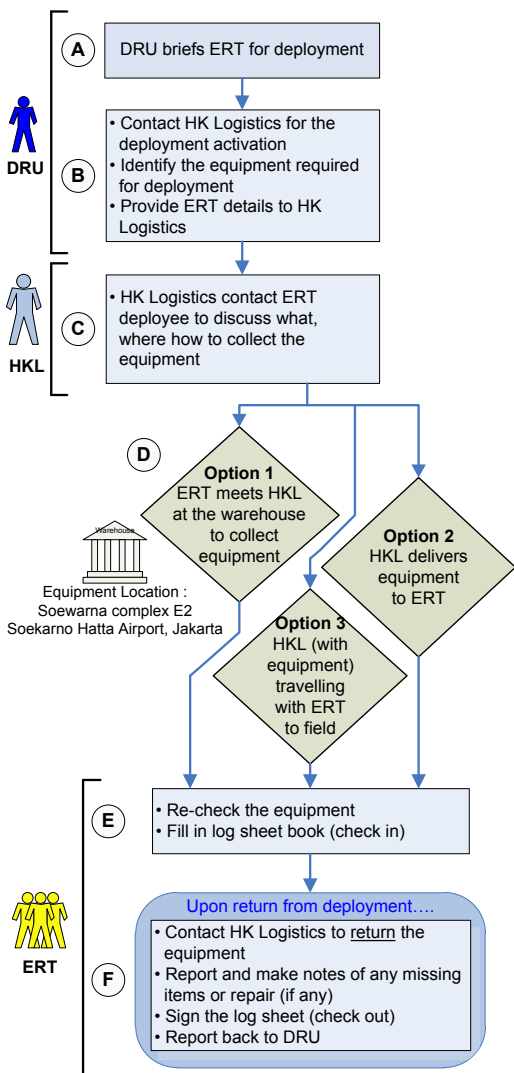 A
DRU briefs ERT for deployment
DRU
B
• Contact HK Logistics for the
deployment activation
• Identify the equipment required
for deployment
• Provide ERT details to HK
Logistics
HKL
C
• HK Logistics contact ERT
deployee to discuss what,
where how to collect the
equipment
D
Option 1
ERT meets HKL
at the warehouse
to collect
equipment
Option 2
HKL delivers
equipment
to ERT
Warehouse
Equipment Location :
Soewarna complex E2
Soekarno Hatta Airport, Jakarta
Option 3
HKL (with
equipment)
travelling
with ERT
to field
E
• Re-check the equipment
• Fill in log sheet book (check in)
ERT
F
Upon return from deployment….
• Contact HK Logistics to return the
equipment
• Report and make notes of any missing
items or repair (if any)
• Sign the log sheet (check out)
• Report back to DRU